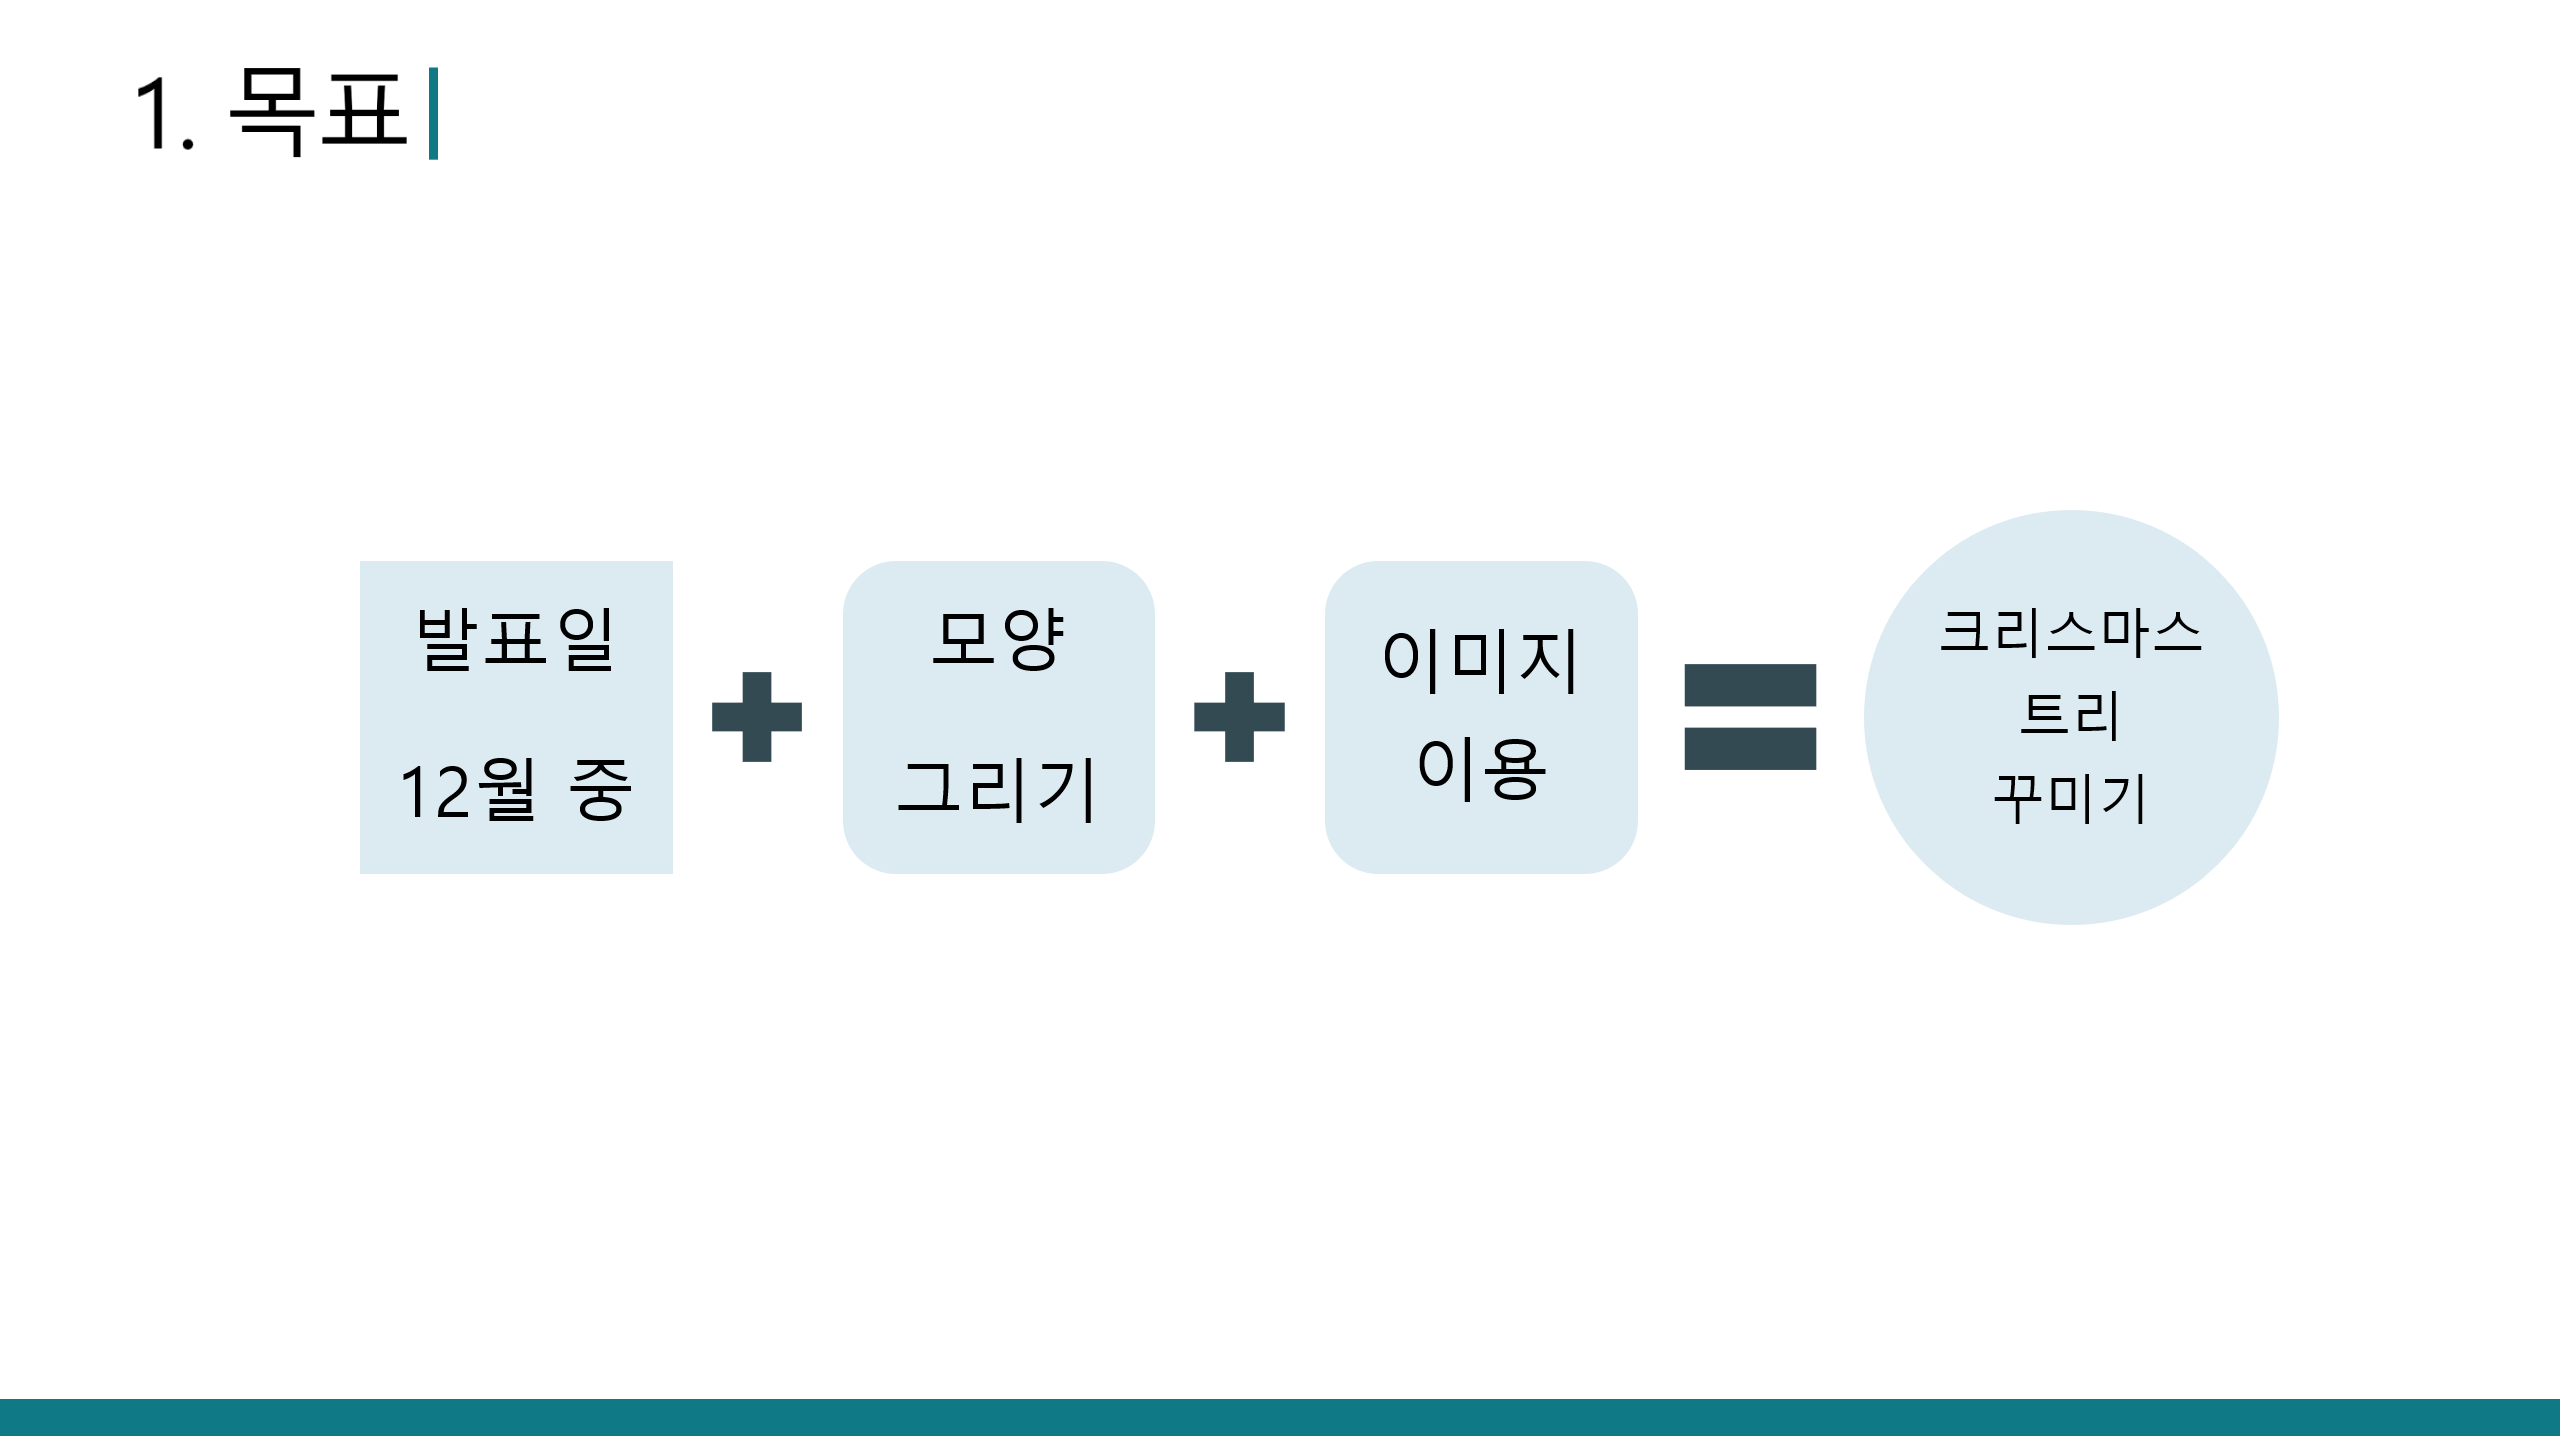 1. 목표
발표일
12월 중
모양
그리기
이미지
이용
크리스마스
트리
꾸미기